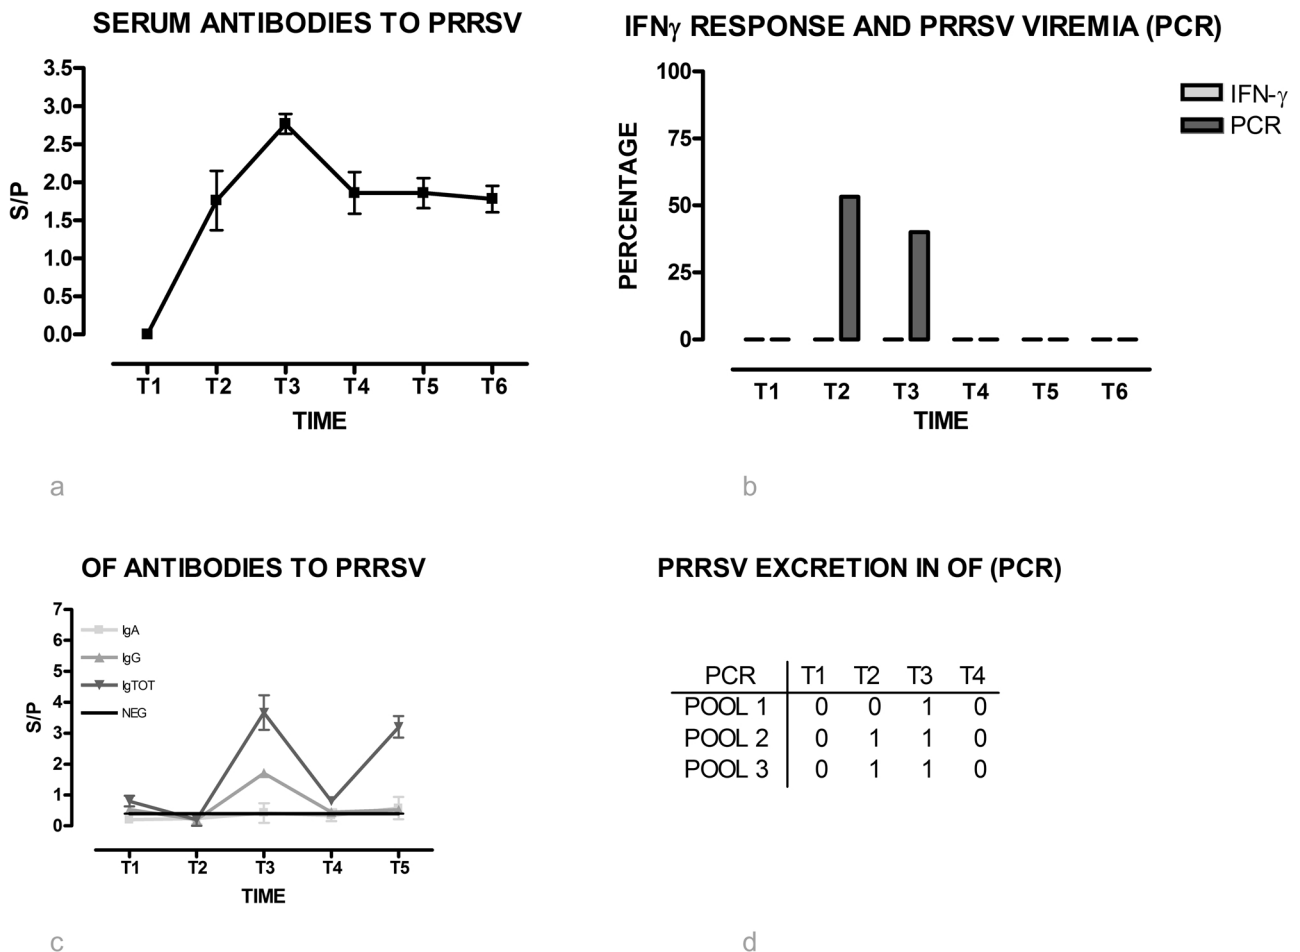 SERUM ANTIBODIES TO PRRSV
3.5
3.0
2.5
2.0
1.5
1.0
0.5
0.0
S/P
T1 T2 T3 T4 T5 T6
TIME
a
IFNγ RESPONSE AND PRRSV VIREMIA (PCR)
100
75
50
25
0
PERCENTAGE
IFN-γ
PCR
T1 T2 T3 T4 T5 T6
TIME
b
OF ANTIBODIES TO PRRSV
7
6
5
4
3
2
1
0
S/P
IgA
IgG
IgTOT
NEG
T1 T2 T3 T4 T5
TIME
c
PRRSV EXCRETION IN OF (PCR)
PCR T1 T2 T3 T4
POOL 1 0 0 1 0
POOL 2 0 1 1 0
POOL 3 0 1 1 0
d